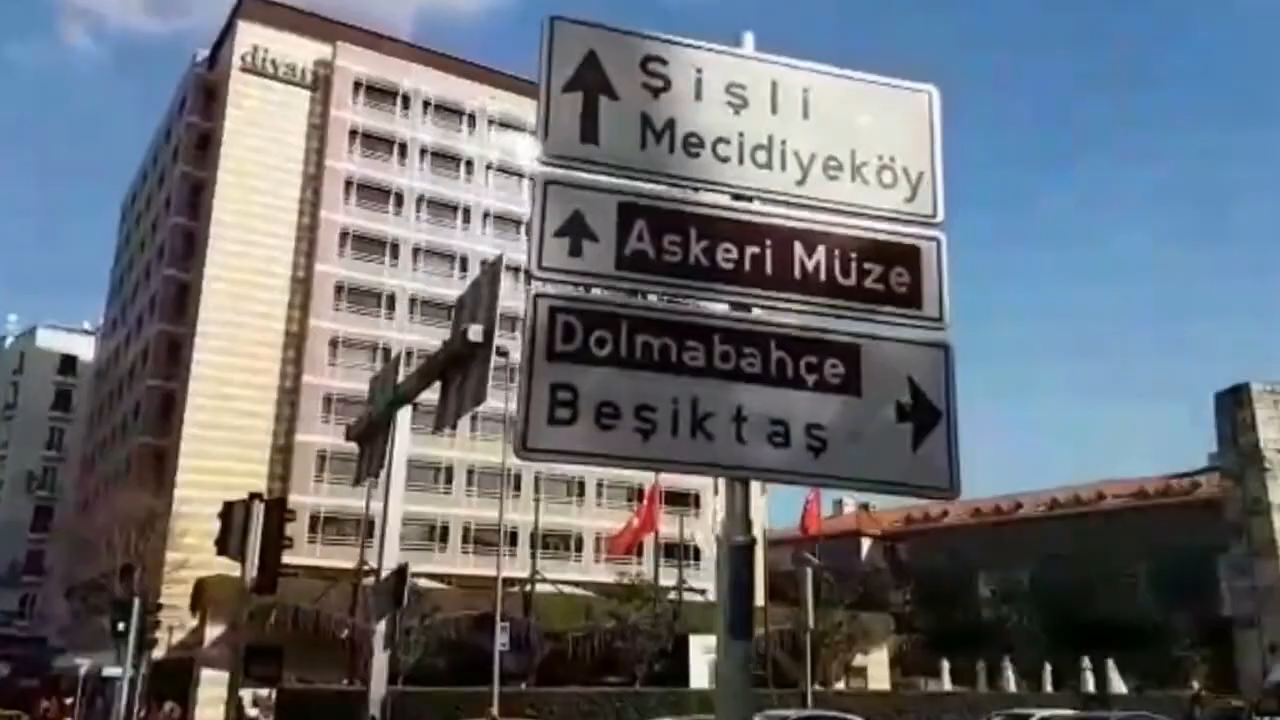 divan
Şişli
Mecidiyeköy
Askeri Müze
Dolmabahçe
Beşiktaş